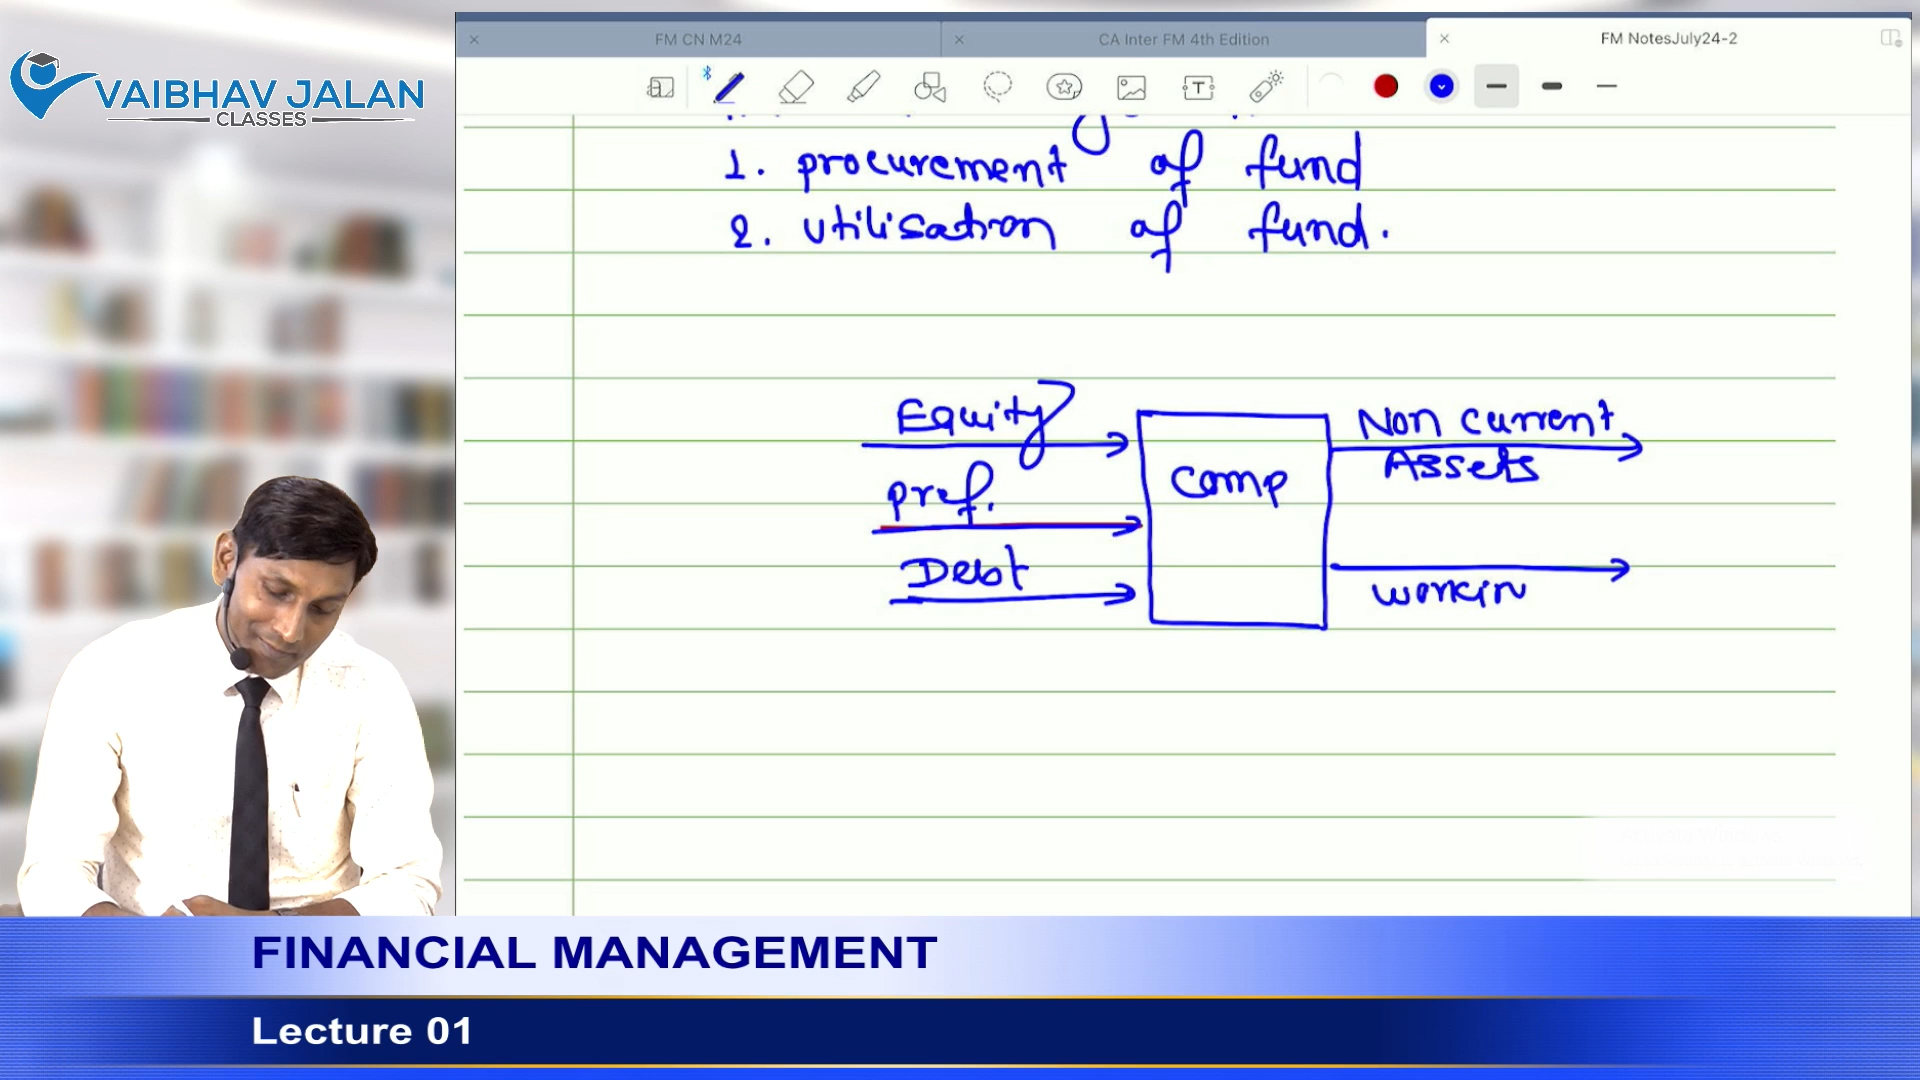 VAIBHAV JALAN
CLASSES
FM CN M24
CA Inter FM 4th Edition
FM NotesJuly24-2
T
1. procurement of fund
2. utilisation of fund.
Equity
pref.
Debt
comp
Non current
Assets
workin
FINANCIAL MANAGEMENT
Lecture 01